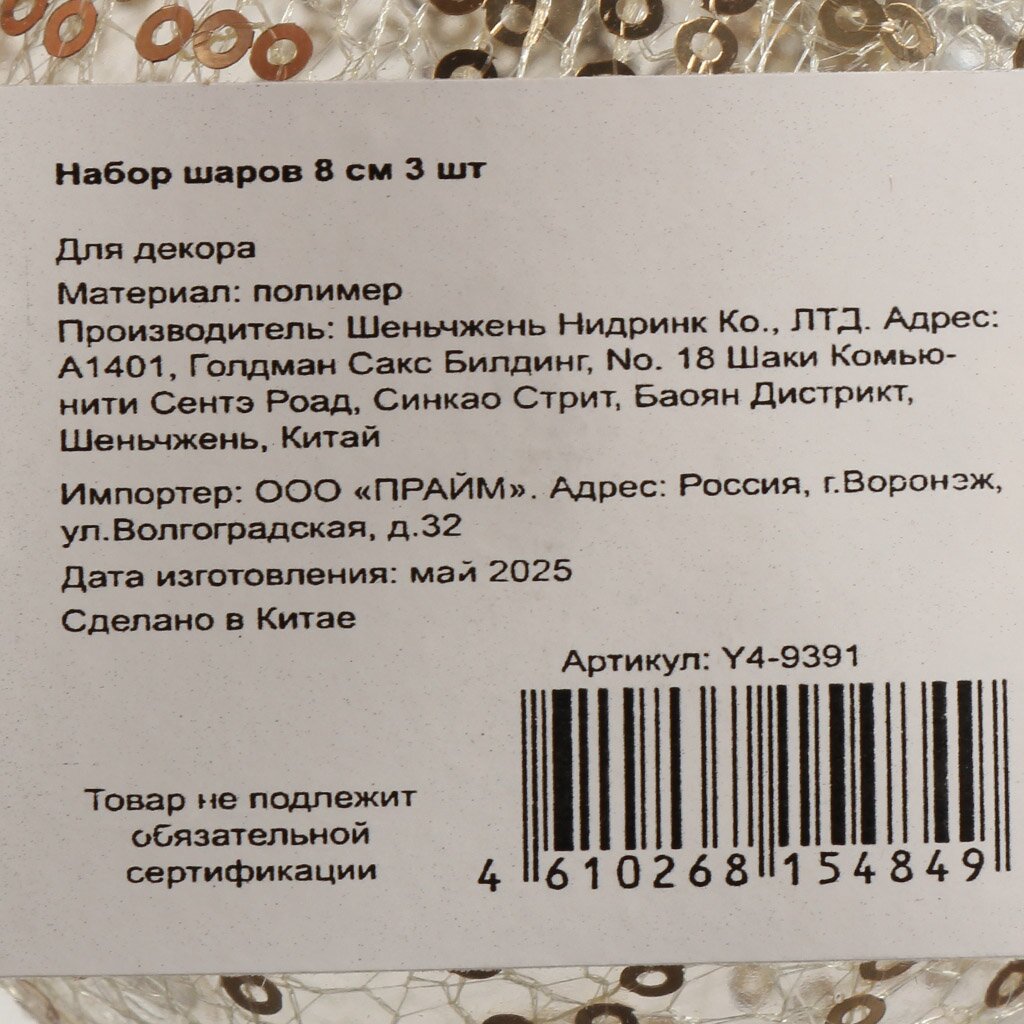 Набор шаров 8 см 3 шт
Для декора
Материал: полимер
Производитель: Шеньчжень Нидринк Ко., ЛТД. Адрес:
А1401, Голдман Сакс Билдинг, No. 18 Шаки Комью-
нити Сентэ Роад, Синкао Стрит, Баоян Дистрикт,
Шеньчжень, Китай
Импортер: ООО «ПРАЙМ». Адрес: Россия, г.Воронэж,
ул.Волгоградская, д.32
Дата изготовления: май 2025
Сделано в Китае
Артикул: Y4-9391
Товар не подлежит
обязательной
сертификации
4 610268 154849